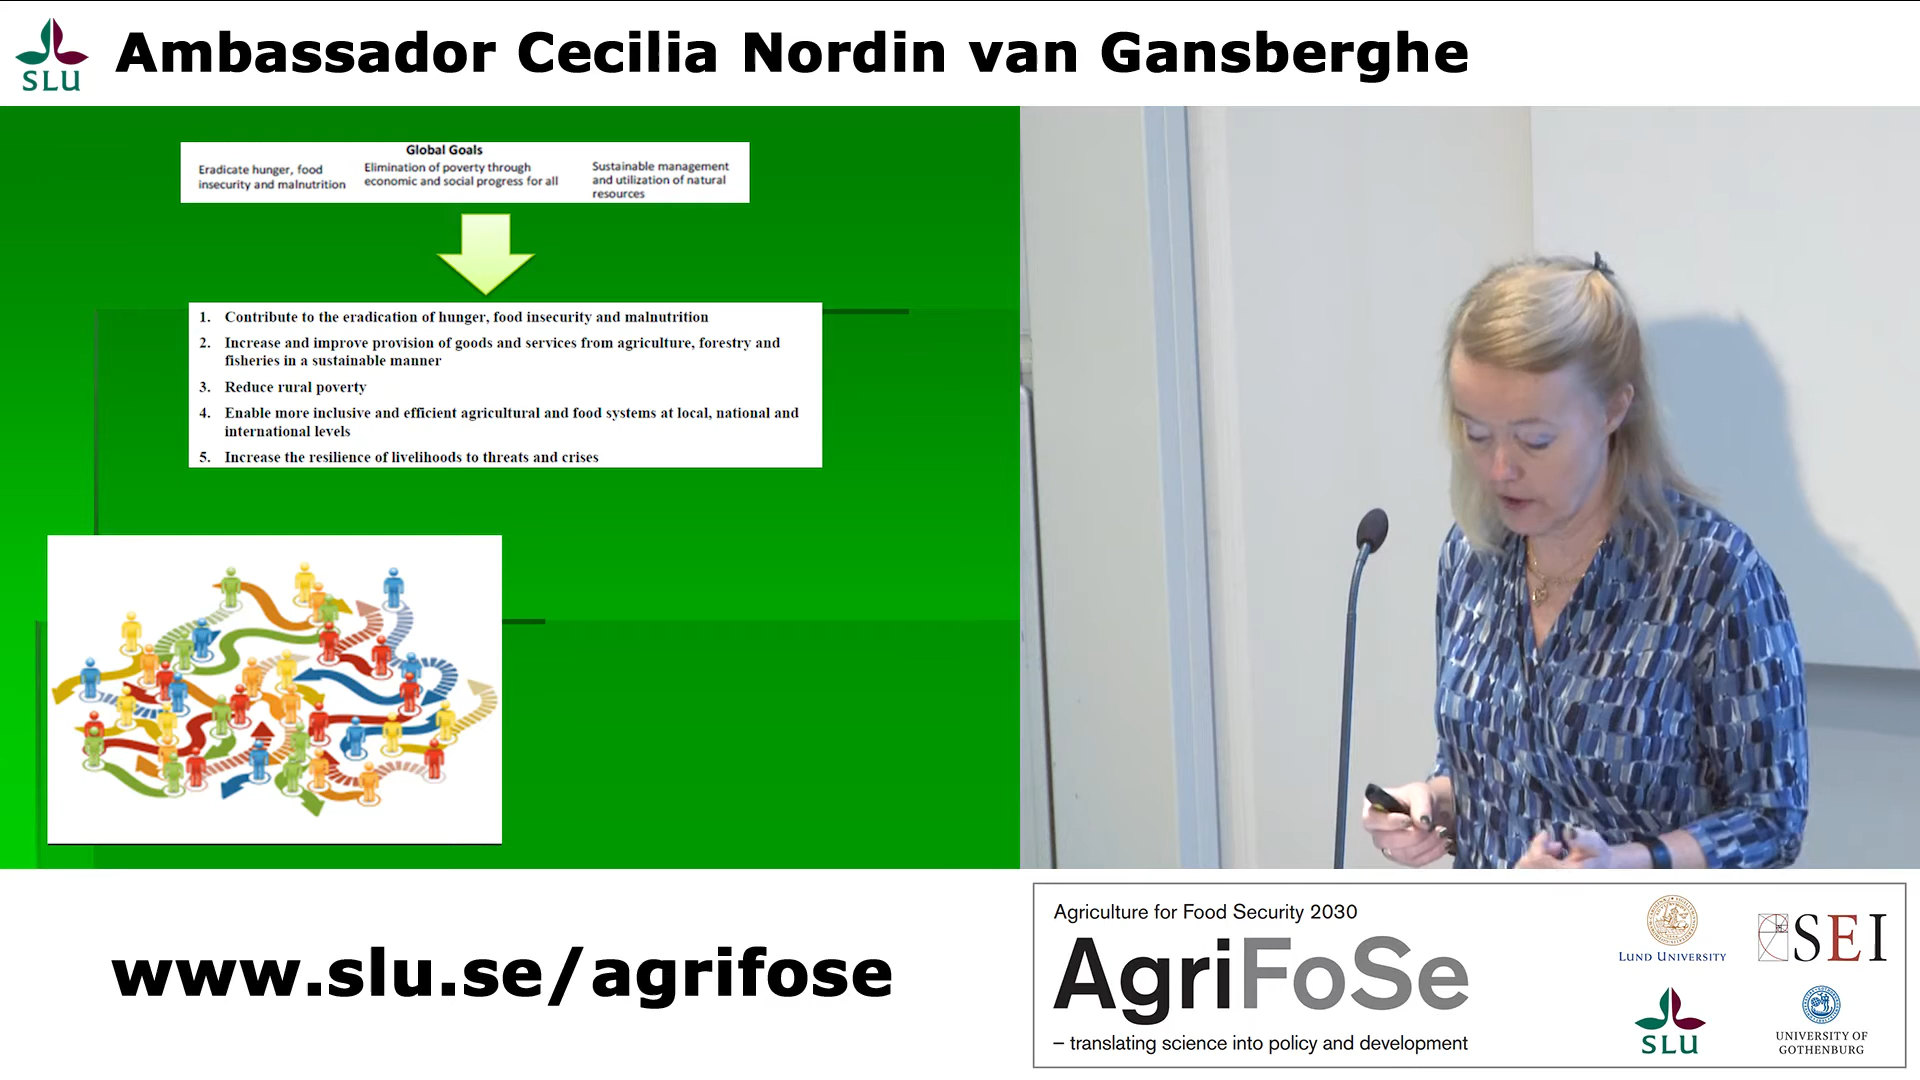 SLU
Ambassador Cecilia Nordin van Gansberghe
Global Goals
Eradicate hunger, food
insecurity and malnutrition
Elimination of poverty through
economic and social progress for all
Sustainable management
and utilization of natural
resources
1. Contribute to the eradication of hunger, food insecurity and malnutrition
2. Increase and improve provision of goods and services from agriculture, forestry and
fisheries in a sustainable manner
3. Reduce rural poverty
4. Enable more inclusive and efficient agricultural and food systems at local, national and
international levels
5. Increase the resilience of livelihoods to threats and crises
www.slu.se/agrifose
Agriculture for Food Security 2030
AgriFoSe
– translating science into policy and development
LUND UNIVERSITY
SEI
SLU
UNIVERSITY OF
GOTHENBURG